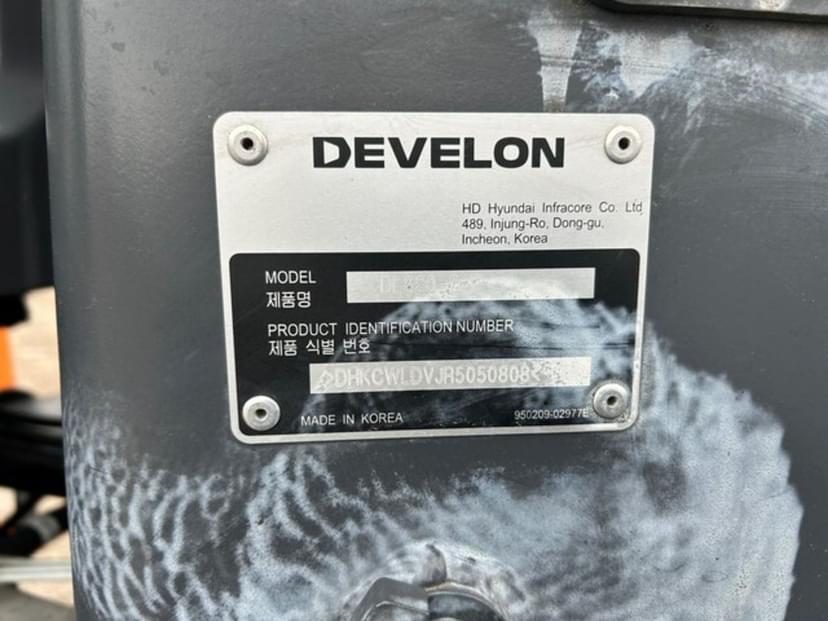 DEVELON
HD Hyundai Infracore Co. Ltd
489, Injung-Ro, Dong-gu,
Incheon, Korea
MODEL
제품명
PRODUCT IDENTIFICATION NUMBER
제품 식별 번호
DHKCWLDVJR5050808
MADE IN KOREA 950209-02977E